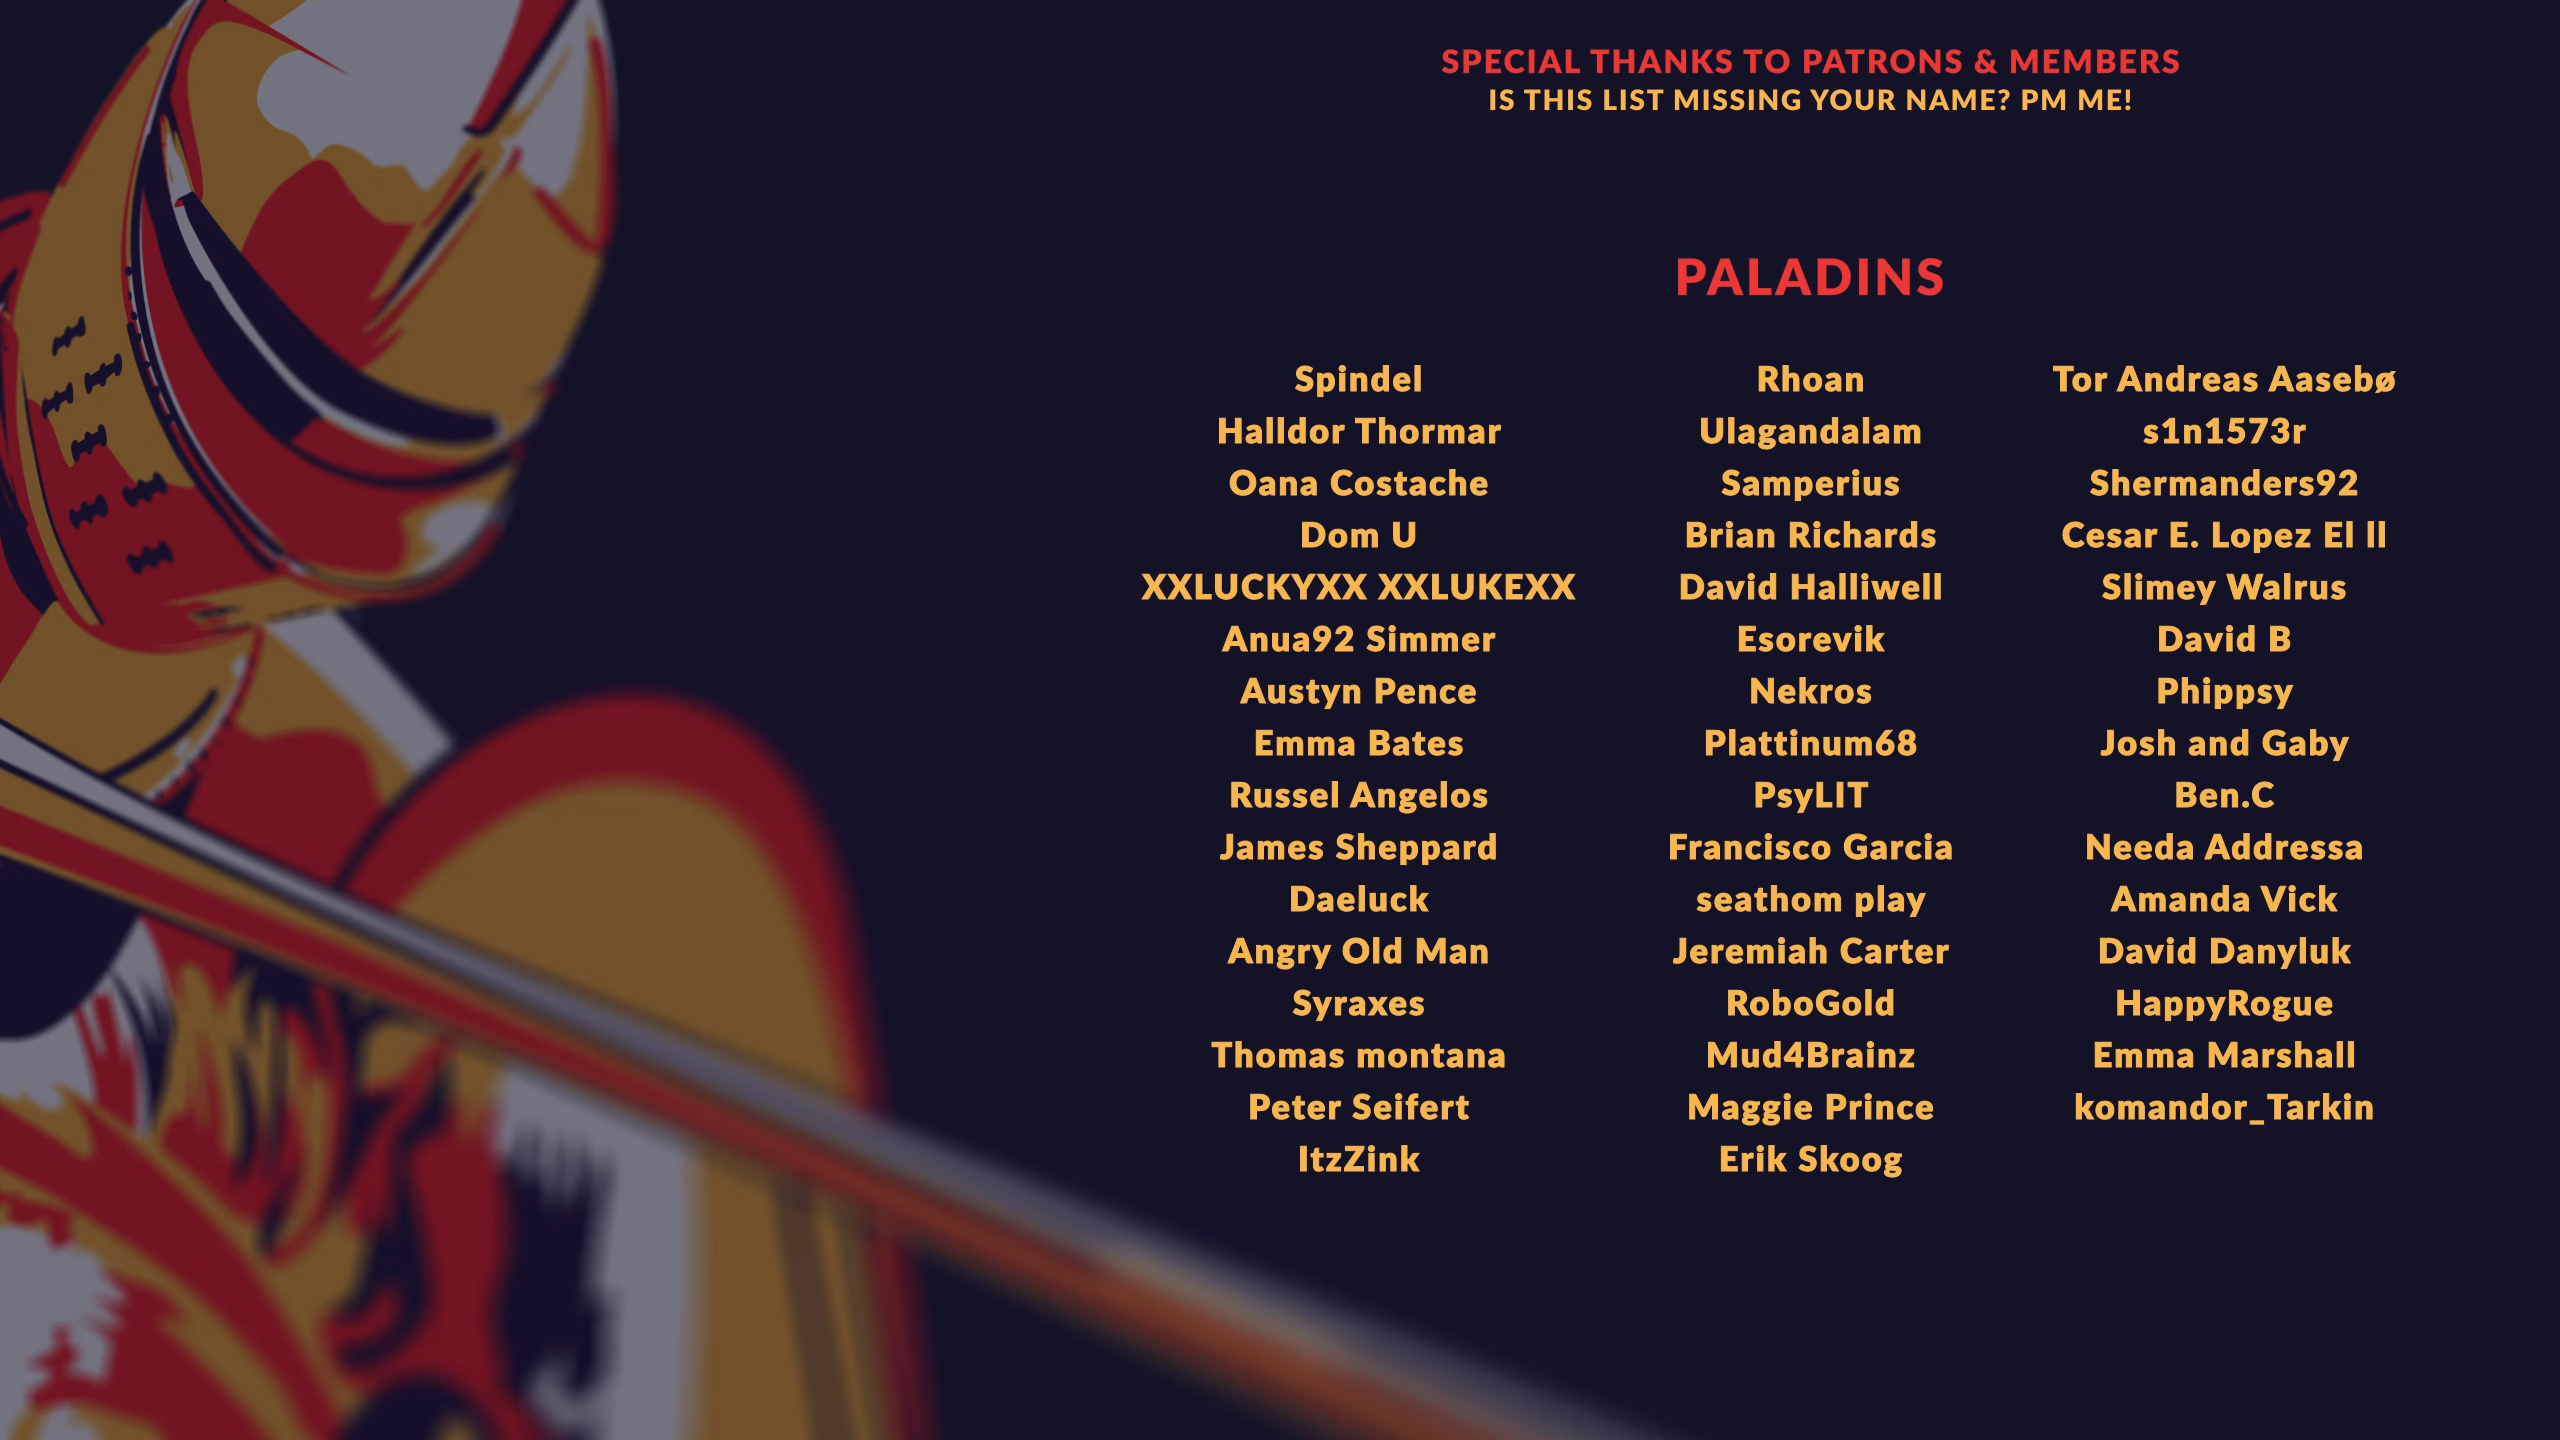 SPECIAL THANKS TO PATRONS & MEMBERS
IS THIS LIST MISSING YOUR NAME? PM ME!
PALADINS
Spindel
Halldor Thormar
Oana Costache
Dom U
XXLUCKYXX XXLUKEXX
Anua92 Simmer
Austyn Pence
Emma Bates
Russel Angelos
James Sheppard
Daeluck
Angry Old Man
Syraxes
Thomas montana
Peter Seifert
ItzZink
Rhoan
Ulagandalam
Samperius
Brian Richards
David Halliwell
Esorevik
Nekros
Plattinum68
PsyLIT
Francisco Garcia
seathom play
Jeremiah Carter
RoboGold
Mud4Brainz
Maggie Prince
Erik Skoog
Tor Andreas Aasebø
s1n1573r
Shermanders92
Cesar E. Lopez El ll
Slimey Walrus
David B
Phippsy
Josh and Gaby
Ben.C
Needa Addressa
Amanda Vick
David Danyluk
HappyRogue
Emma Marshall
komandor_Tarkin